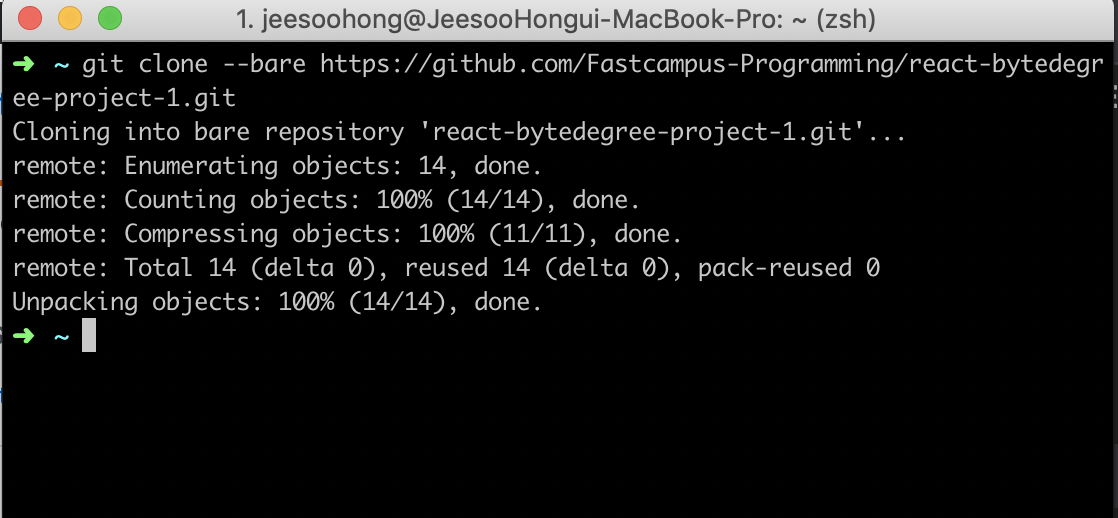 1. jeesoohong@JeesooHongui-MacBook-Pro: ~ (zsh)
➜ ~ git clone --bare https://github.com/Fastcampus-Programming/react-bytedegr
ee-project-1.git
Cloning into bare repository 'react-bytedegree-project-1.git'...
remote: Enumerating objects: 14, done.
remote: Counting objects: 100% (14/14), done.
remote: Compressing objects: 100% (11/11), done.
remote: Total 14 (delta 0), reused 14 (delta 0), pack-reused 0
Unpacking objects: 100% (14/14), done.
➜ ~